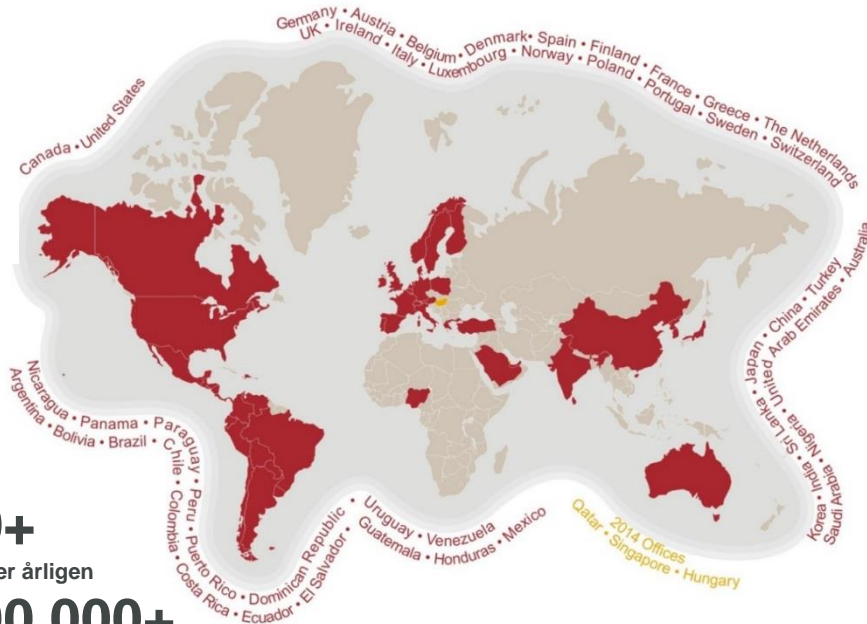 Germany • Austria • Belgium • Denmark • Spain • Finland • France • Greece • The Netherlands
UK • Ireland • Italy • Luxembourg • Norway • Poland • Portugal • Sweden • Switzerland
Canada • United States
Japan • China • Turkey
Korea • India • Sri Lanka • United Arab Emirates • Australia
Saudi Arabia • Nigeria
Nicaragua • Panama • Paraguay • Peru • Puerto Rico • Dominican Republic •
Argentina • Bolivia • Brazil • Chile • Colombia • Costa Rica • Ecuador • El Salvador •
Uruguay • Venezuela
Guatemala • Honduras • Mexico
2014 Offices
Qatar • Singapore • Hungary
årligen